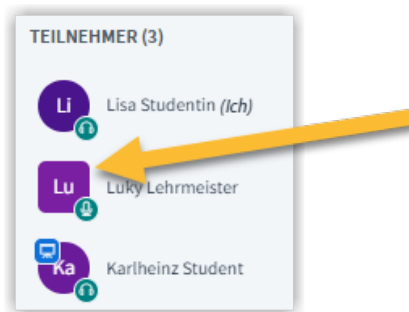 TEILNEHMER (3)
Li Lisa Studentin (Ich)
Lu Luky Lehrmeister
Ka Karlheinz Student